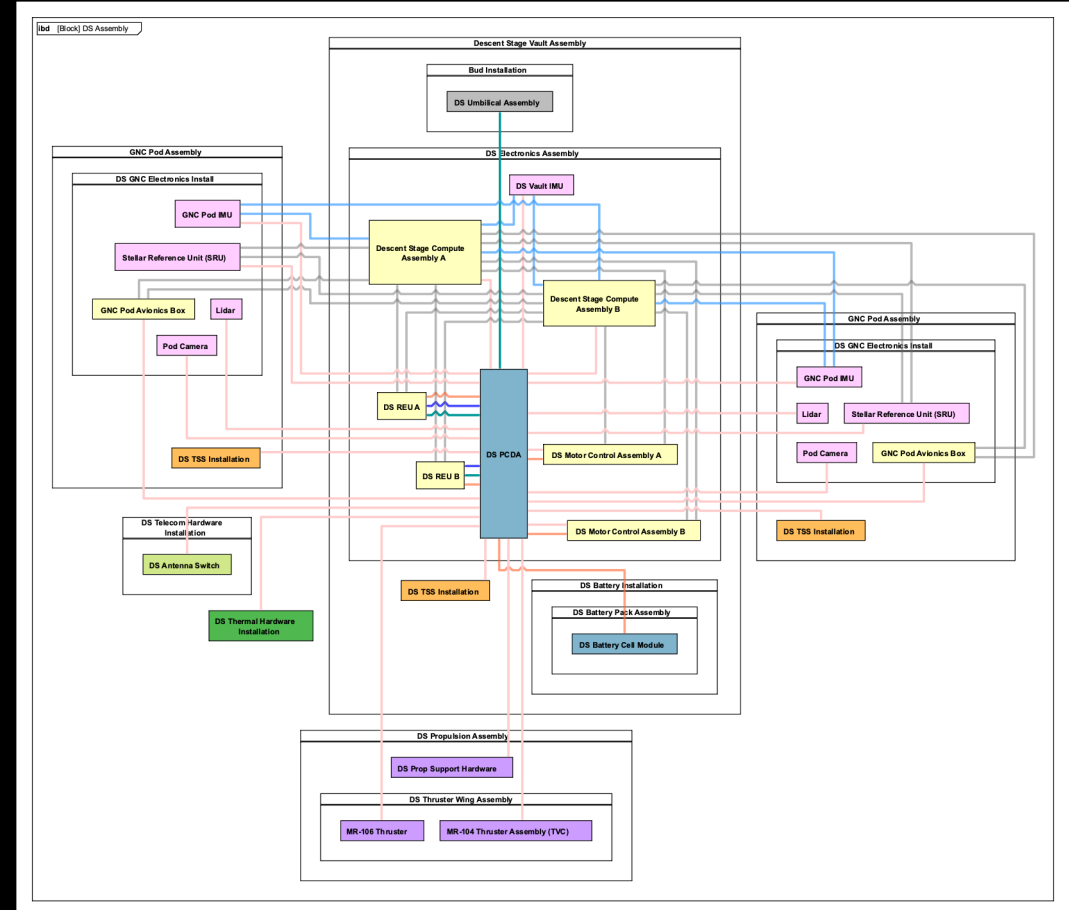 ibd [Block] DS Assembly
Descent Stage Vault Assembly
Bud Installation
DS Umbilical Assembly
GNC Pod Assembly
DS Electronics Assembly
DS GNC Electronics Install
DS Vault IMU
GNC Pod IMU
Descent Stage Compute
Assembly A
Stellar Reference Unit (SRU)
GNC Pod Avionics Box
Lidar
Descent Stage Compute
Assembly B
Pod Camera
GNC Pod Assembly
DS GNC Electronics Install
GNC Pod IMU
DS REU A
Lidar
Stellar Reference Unit (SRU)
DS TSS Installation
DS PCDA
DS Motor Control Assembly A
Pod Camera
GNC Pod Avionics Box
DS REU B
DS Telecom Hardware
Installation
DS Motor Control Assembly B
DS TSS Installation
DS Antenna Switch
DS TSS Installation
DS Battery Installation
DS Battery Pack Assembly
DS Thermal Hardware
Installation
DS Battery Cell Module
DS Propulsion Assembly
DS Prop Support Hardware
DS Thruster Wing Assembly
MR-106 Thruster
MR-104 Thruster Assembly (TVC)